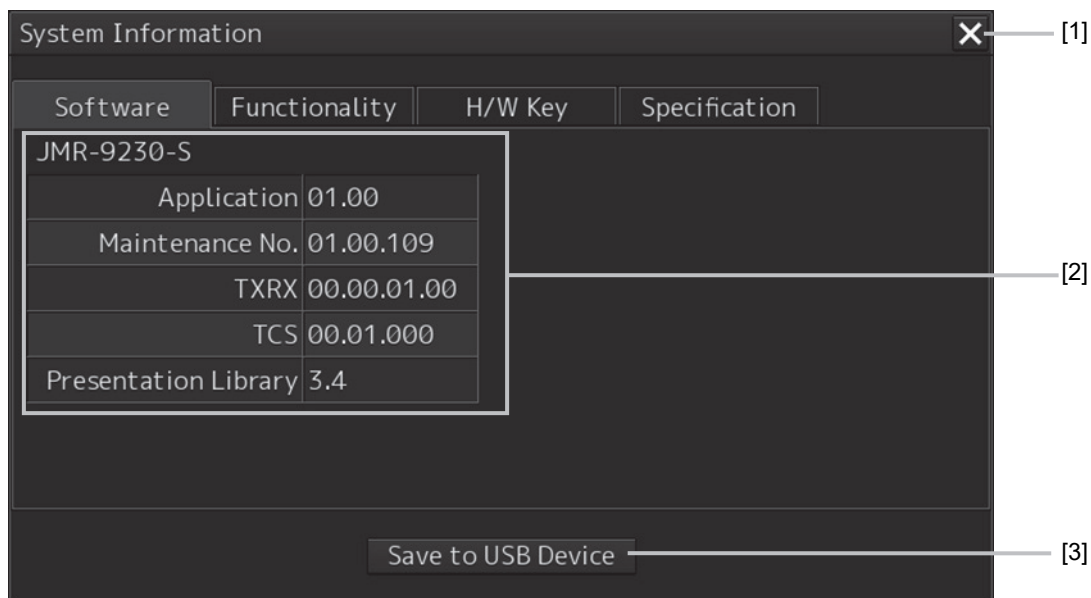 System Information
[1]
Software Functionality H/W Key Specification
JMR-9230-S
Application 01.00
Maintenance No. 01.00.109
[2]
TXRX 00.00.01.00
TCS 00.01.000
Presentation Library 3.4
Save to USB Device
[3]